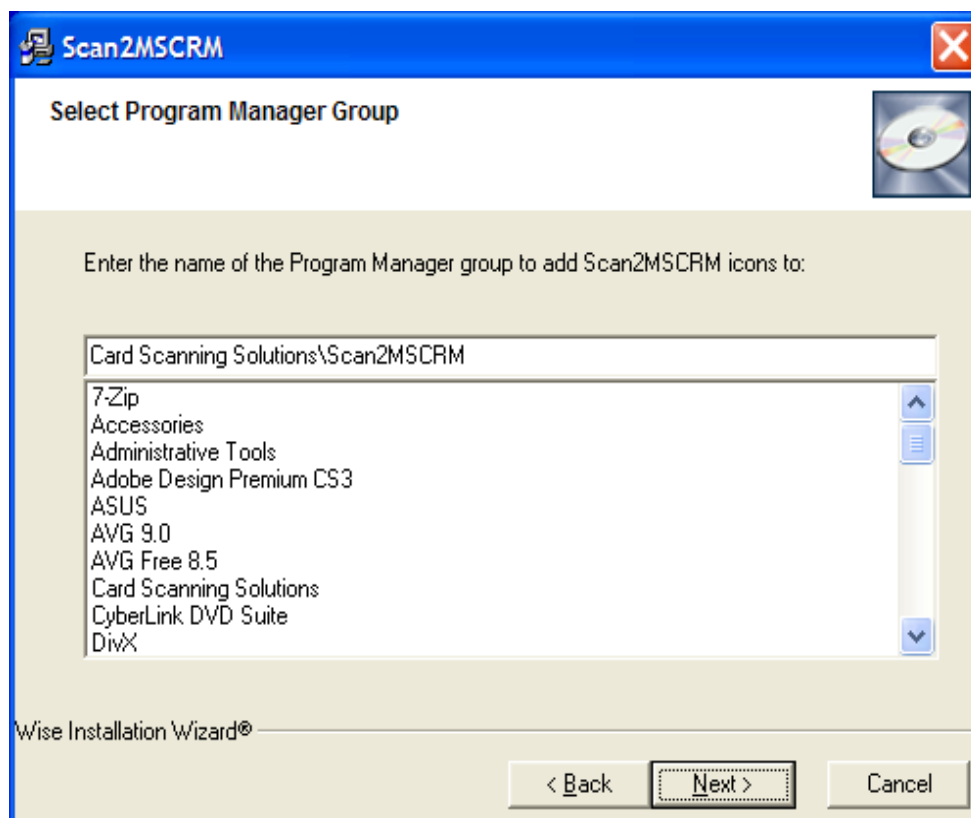 Scan2MSCRM
Select Program Manager Group
Enter the name of the Program Manager group to add Scan2MSCRM icons to:
Card Scanning Solutions\Scan2MSCRM
7-Zip
Accessories
Administrative Tools
Adobe Design Premium CS3
ASUS
AVG 9.0
AVG Free 8.5
Card Scanning Solutions
CyberLink DVD Suite
DivX
Wise Installation Wizard®
< Back Next > Cancel